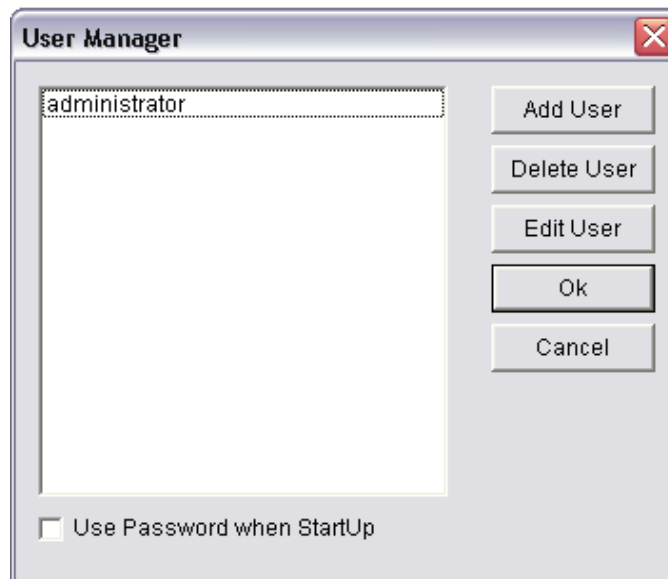 User Manager
administrator
Add User
Delete User
Edit User
Ok
Cancel
Use Password when StartUp